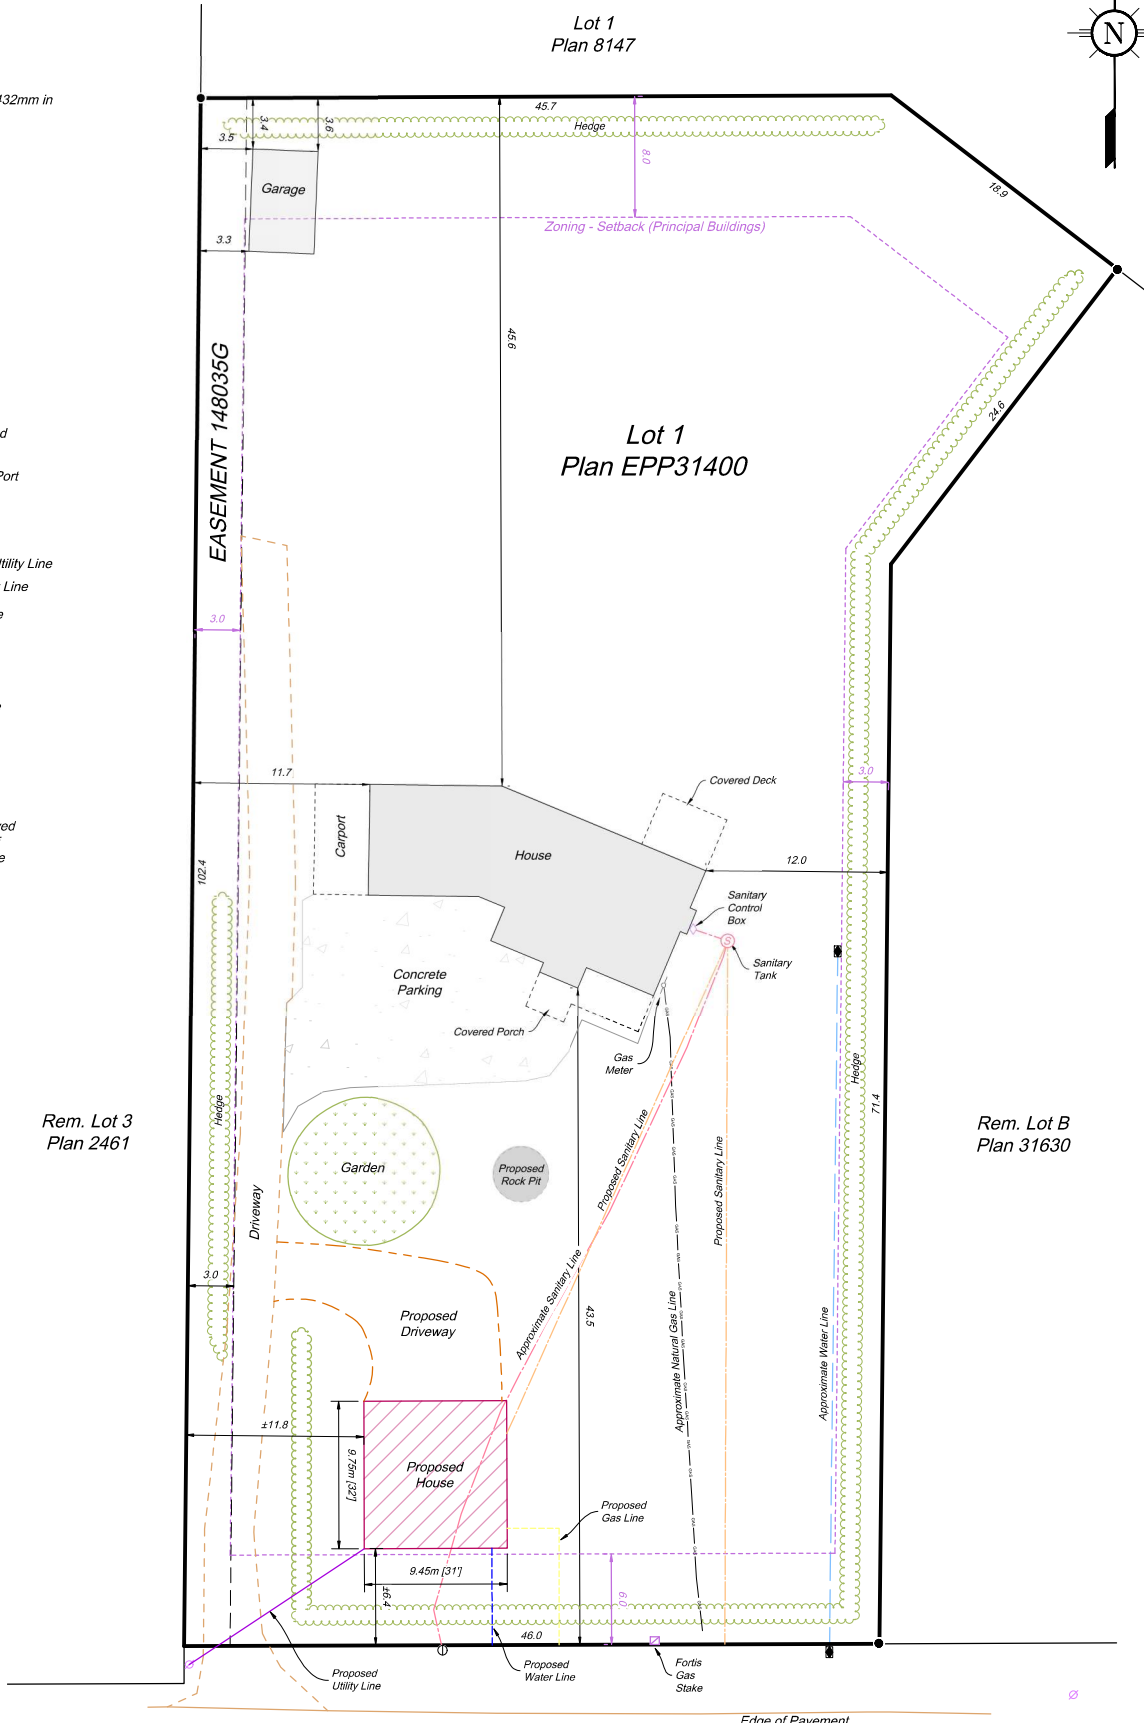 Lot 1
Plan 8147
N
432mm in
45.7
Hedge
3.4
3.6
3.5
8.0
Garage
18.9
Zoning - Setback (Principal Buildings)
3.3
45.6
EASEMENT 148035G
24.6
Lot 1
Plan EPP31400
d
Port
Utility Line
Line
e
3.0
11.7
3.0
Covered Deck
Carport
House
102.4
12.0
Sanitary
Control
Box
S
Sanitary
Tank
Concrete
Parking
Covered Porch
Gas
Meter
Hedge
Hedge
71.4
Rem. Lot 3
Plan 2461
Rem. Lot B
Plan 31630
Garden
Proposed
Rock Pit
Proposed Sanitary Line
Proposed Sanitary Line
Driveway
3.0
Approximate Sanitary Line
43.5
Approximate Natural Gas Line
Approximate Water Line
Proposed
Driveway
±11.8
9.75m [32']
Proposed
House
Proposed
Gas Line
9.45m [31']
±6.4
6.0
46.0
Proposed
Utility Line
Proposed
Water Line
Fortis
Gas
Stake
Edge of Pavement